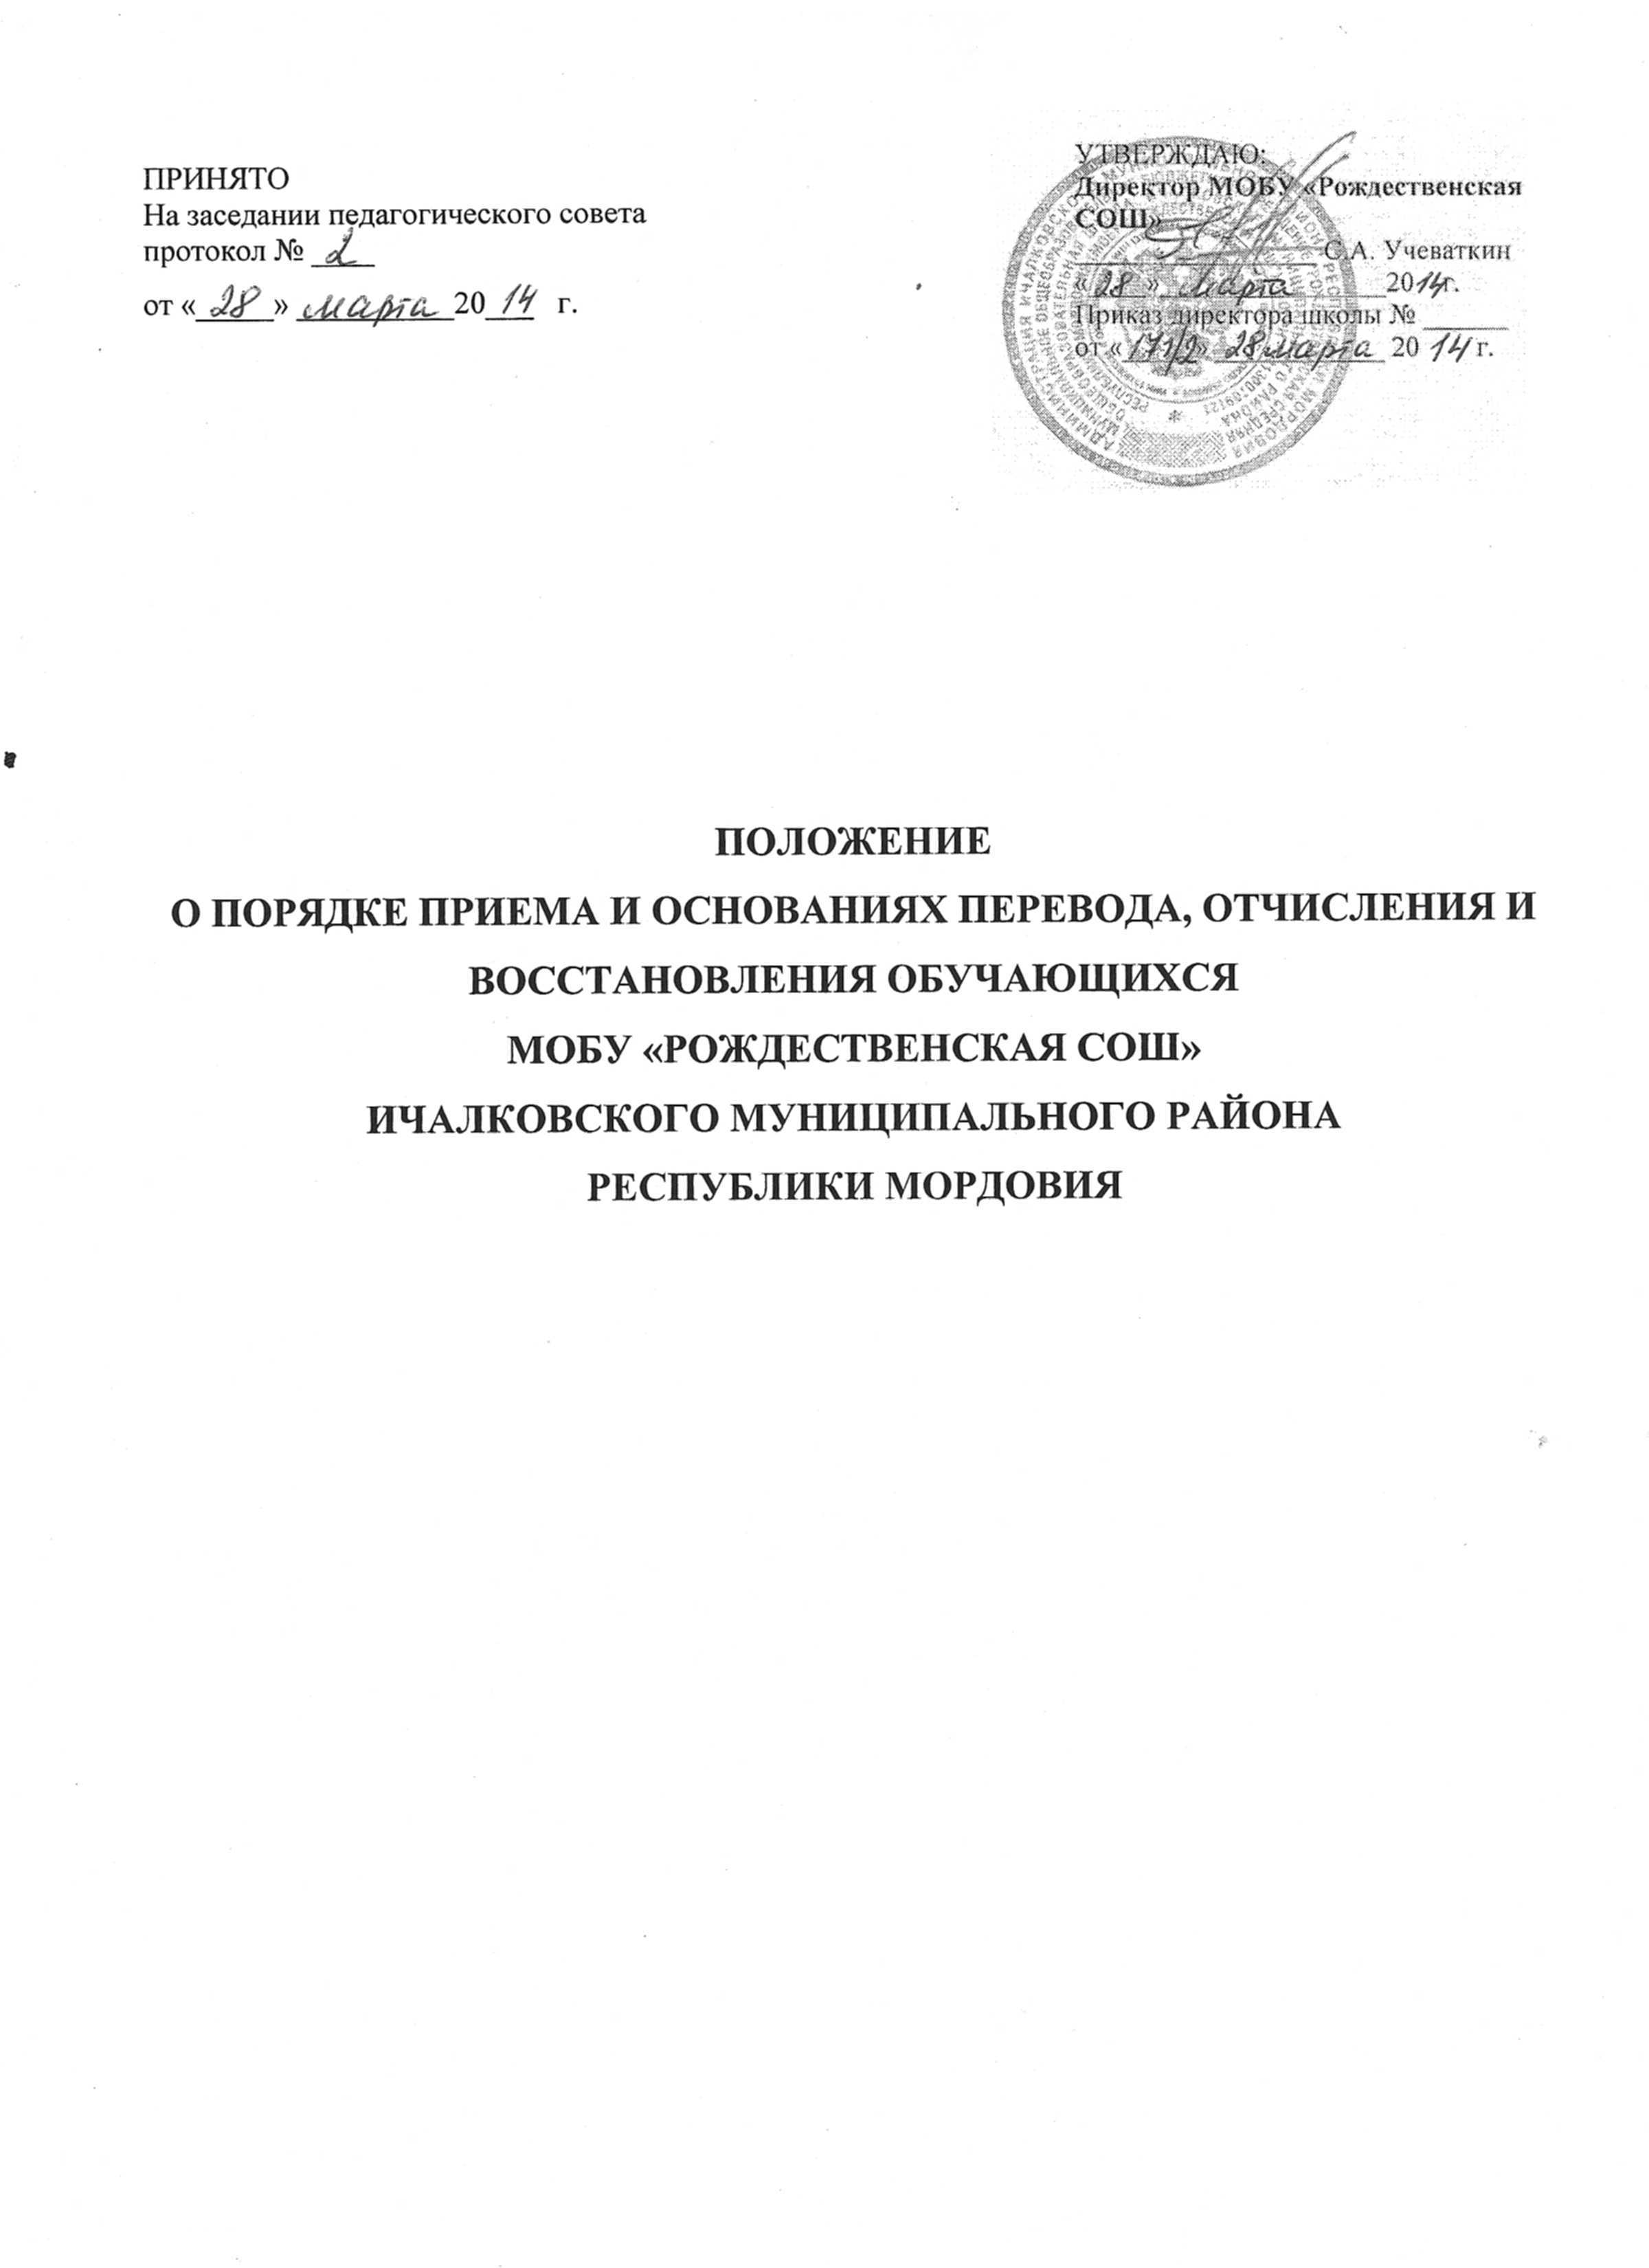 ПРИНЯТО
На заседании педагогического совета
протокол № 2
от «28» марта 2014 г.
УТВЕРЖДАЮ:
Директор МОБУ «Рождественская
СОШ»
С.А. Учеваткин
«28» марта 2014г.
Приказ директора школы №
от «171/2» 28 марта 2014 г.
ПОЛОЖЕНИЕ
О ПОРЯДКЕ ПРИЕМА И ОСНОВАНИЯХ ПЕРЕВОДА, ОТЧИСЛЕНИЯ И
ВОССТАНОВЛЕНИЯ ОБУЧАЮЩИХСЯ
МОБУ «РОЖДЕСТВЕНСКАЯ СОШ»
ИЧАЛКОВСКОГО МУНИЦИПАЛЬНОГО РАЙОНА
РЕСПУБЛИКИ МОРДОВИЯ